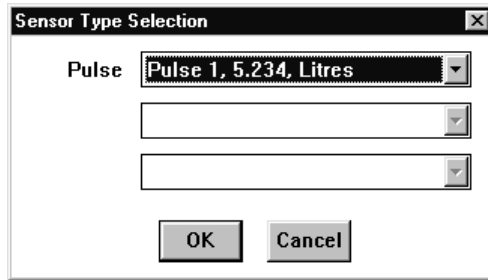 Sensor Type Selection
Pulse Pulse 1, 5.234, Litres
OK Cancel